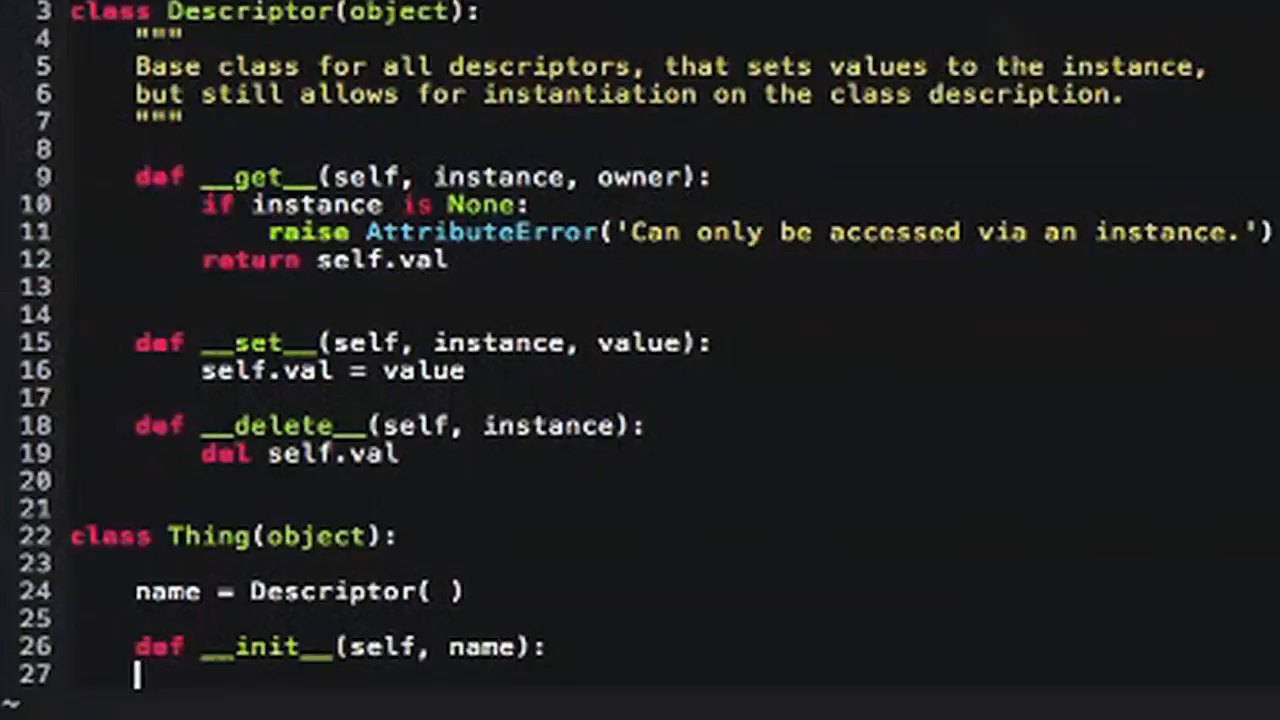 3 class Descriptor(object):
4     """
5     Base class for all descriptors, that sets values to the instance,
6     but still allows for instantiation on the class description.
7     """
8
9     def __get__(self, instance, owner):
10         if instance is None:
11             raise AttributeError('Can only be accessed via an instance.')
12         return self.val
13
14
15     def __set__(self, instance, value):
16         self.val = value
17
18     def __delete__(self, instance):
19         del self.val
20
21
22 class Thing(object):
23
24     name = Descriptor( )
25
26     def __init__(self, name):
27
~